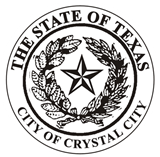 THE STATE OF TEXAS
CITY OF CRYSTAL CITY